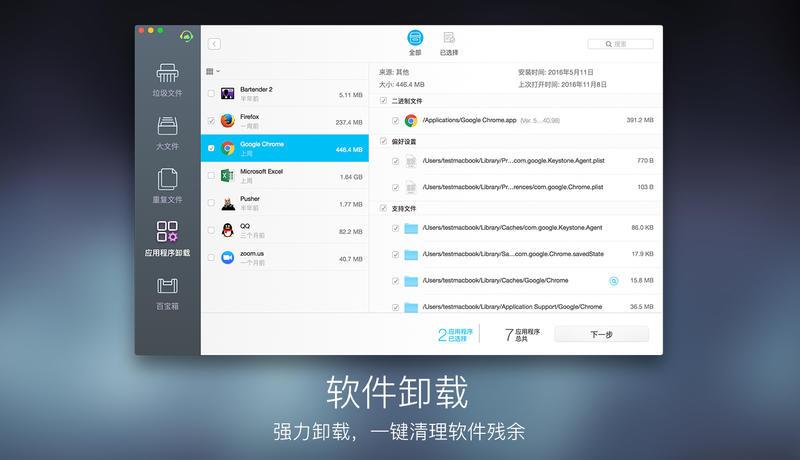 全部
已选择
搜索
垃圾文件
大文件
重复文件
应用程序卸载
百宝箱
Bartender 2
半年前
5.11 MB
Firefox
一周前
237.4 MB
Google Chrome
上周
446.4 MB
Microsoft Excel
上周
1.64 GB
Pusher
半年前
1.77 MB
QQ
三个月前
82.2 MB
zoom.us
一个月前
40.7 MB
来源: 其他
安装时间: 2016年5月11日
大小: 446.4 MB
上次打开时间: 2016年11月8日
二进制文件
/Applications/Google Chrome.app (Ver. 5...40.98) 391.2 MB
偏好设置
/Users/testmacbook/Library/Pr...com.google.Keystone.Agent.plist 770 B
/Users/testmacbook/Library/Pr...rences/com.google.Chrome.plist 103 B
支持文件
/Users/testmacbook/Library/Caches/com.google.Keystone.Agent 86.0 KB
/Users/testmacbook/Library/Sa...com.google.Chrome.savedState 17.9 KB
/Users/testmacbook/Library/Caches/Google/Chrome 15.8 MB
/Users/testmacbook/Library/Application Support/Google/Chrome 36.5 MB
2 应用程序
已选择
7 应用程序
总共
下一步
软件卸载
强力卸载，一键清理软件残余